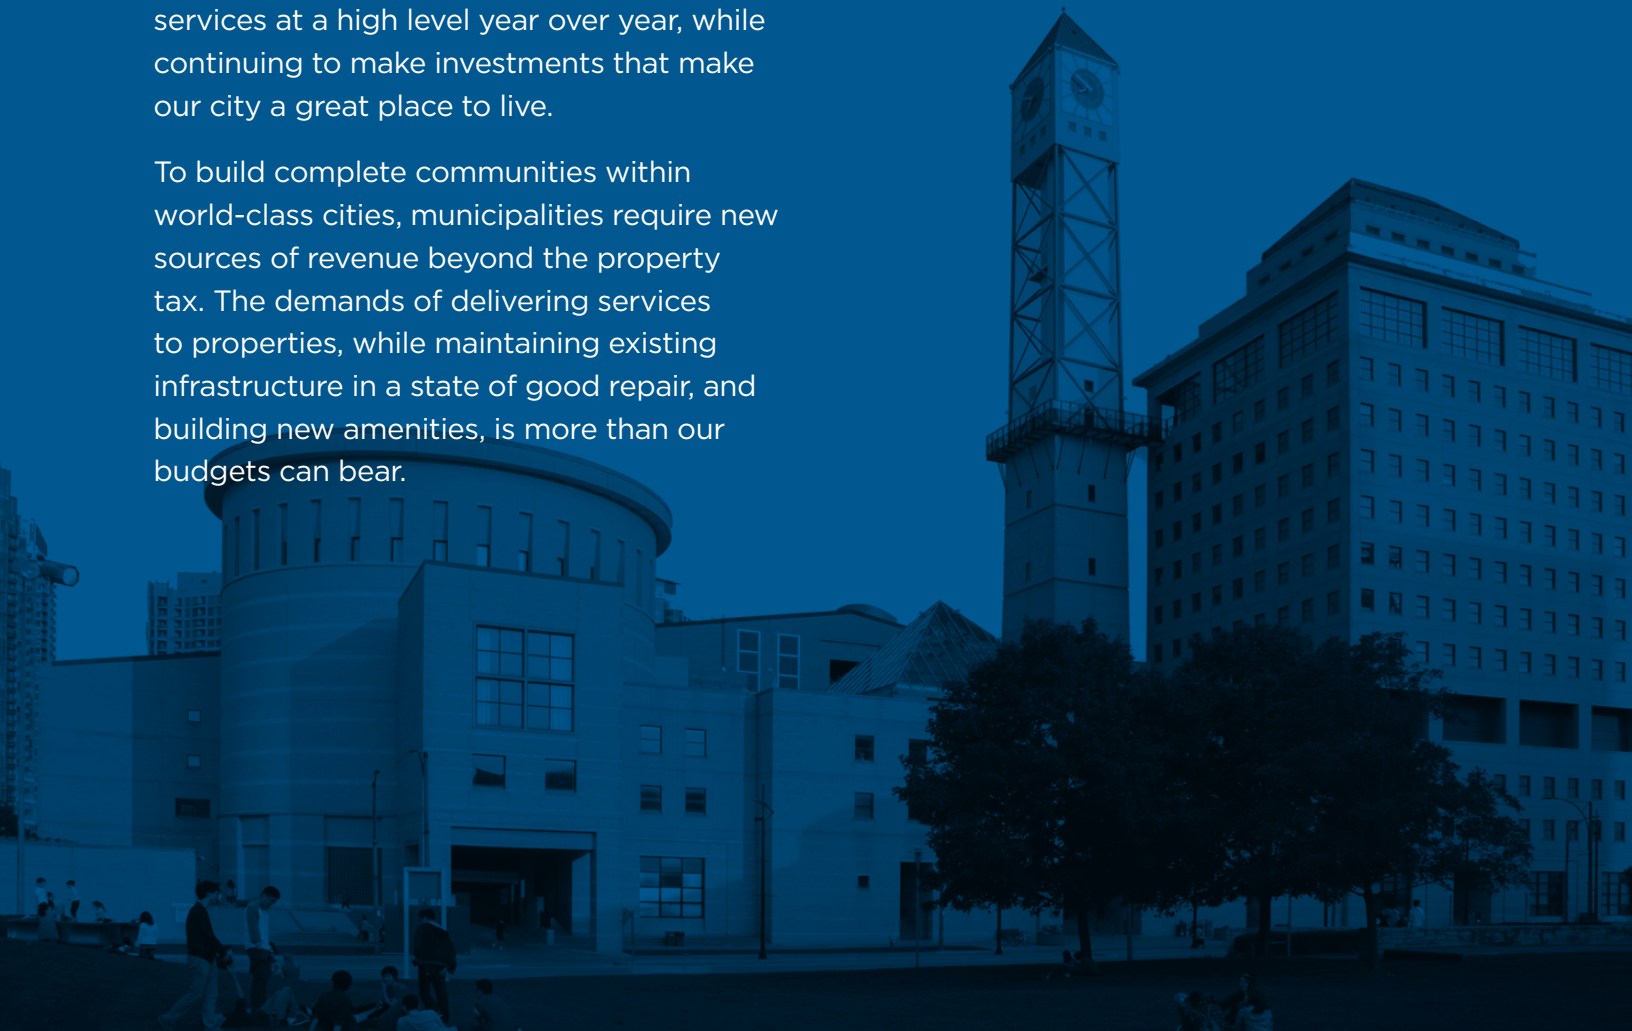 services at a high level year over year, while
continuing to make investments that make
our city a great place to live.
To build complete communities within
world-class cities, municipalities require new
sources of revenue beyond the property
tax. The demands of delivering services
to properties, while maintaining existing
infrastructure in a state of good repair, and
building new amenities, is more than our
budgets can bear.